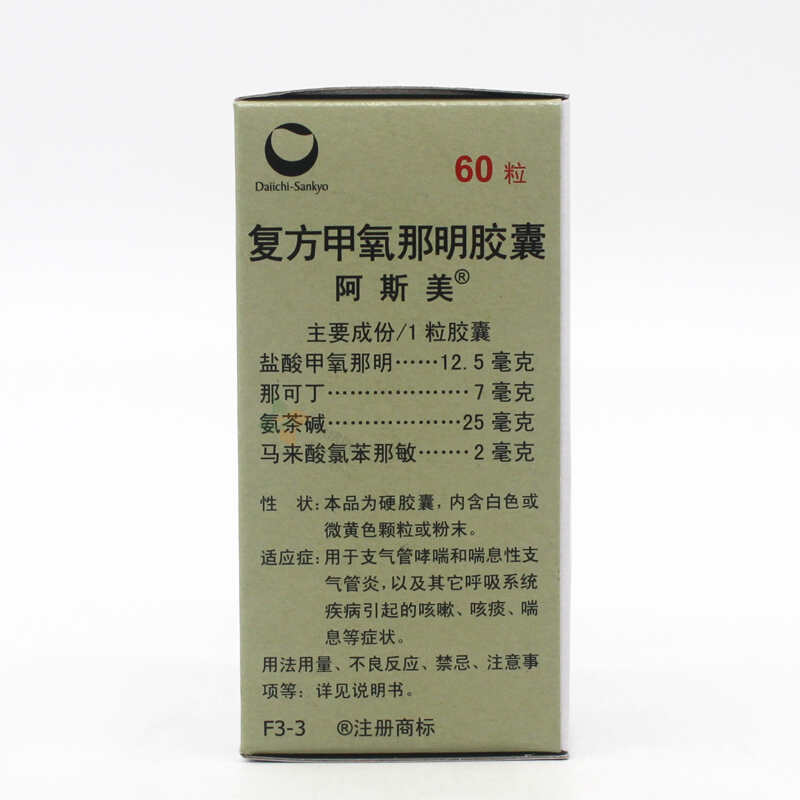 Daiichi-Sankyo
60 粒
复方甲氧那明胶囊
阿斯美®
主要成份/1 粒胶囊
盐酸甲氧那明……12.5 毫克
那可丁………………7 毫克
氨茶碱………………25 毫克
马来酸氯苯那敏……2 毫克
性 状:本品为硬胶囊,内含白色或
微黄色颗粒或粉末。
适应症:用于支气管哮喘和喘息性支
气管炎,以及其它呼吸系统
疾病引起的咳嗽、咳痰、喘
息等症状。
用法用量、不良反应、禁忌、注意事
项等:详见说明书。
F3-3 ®注册商标